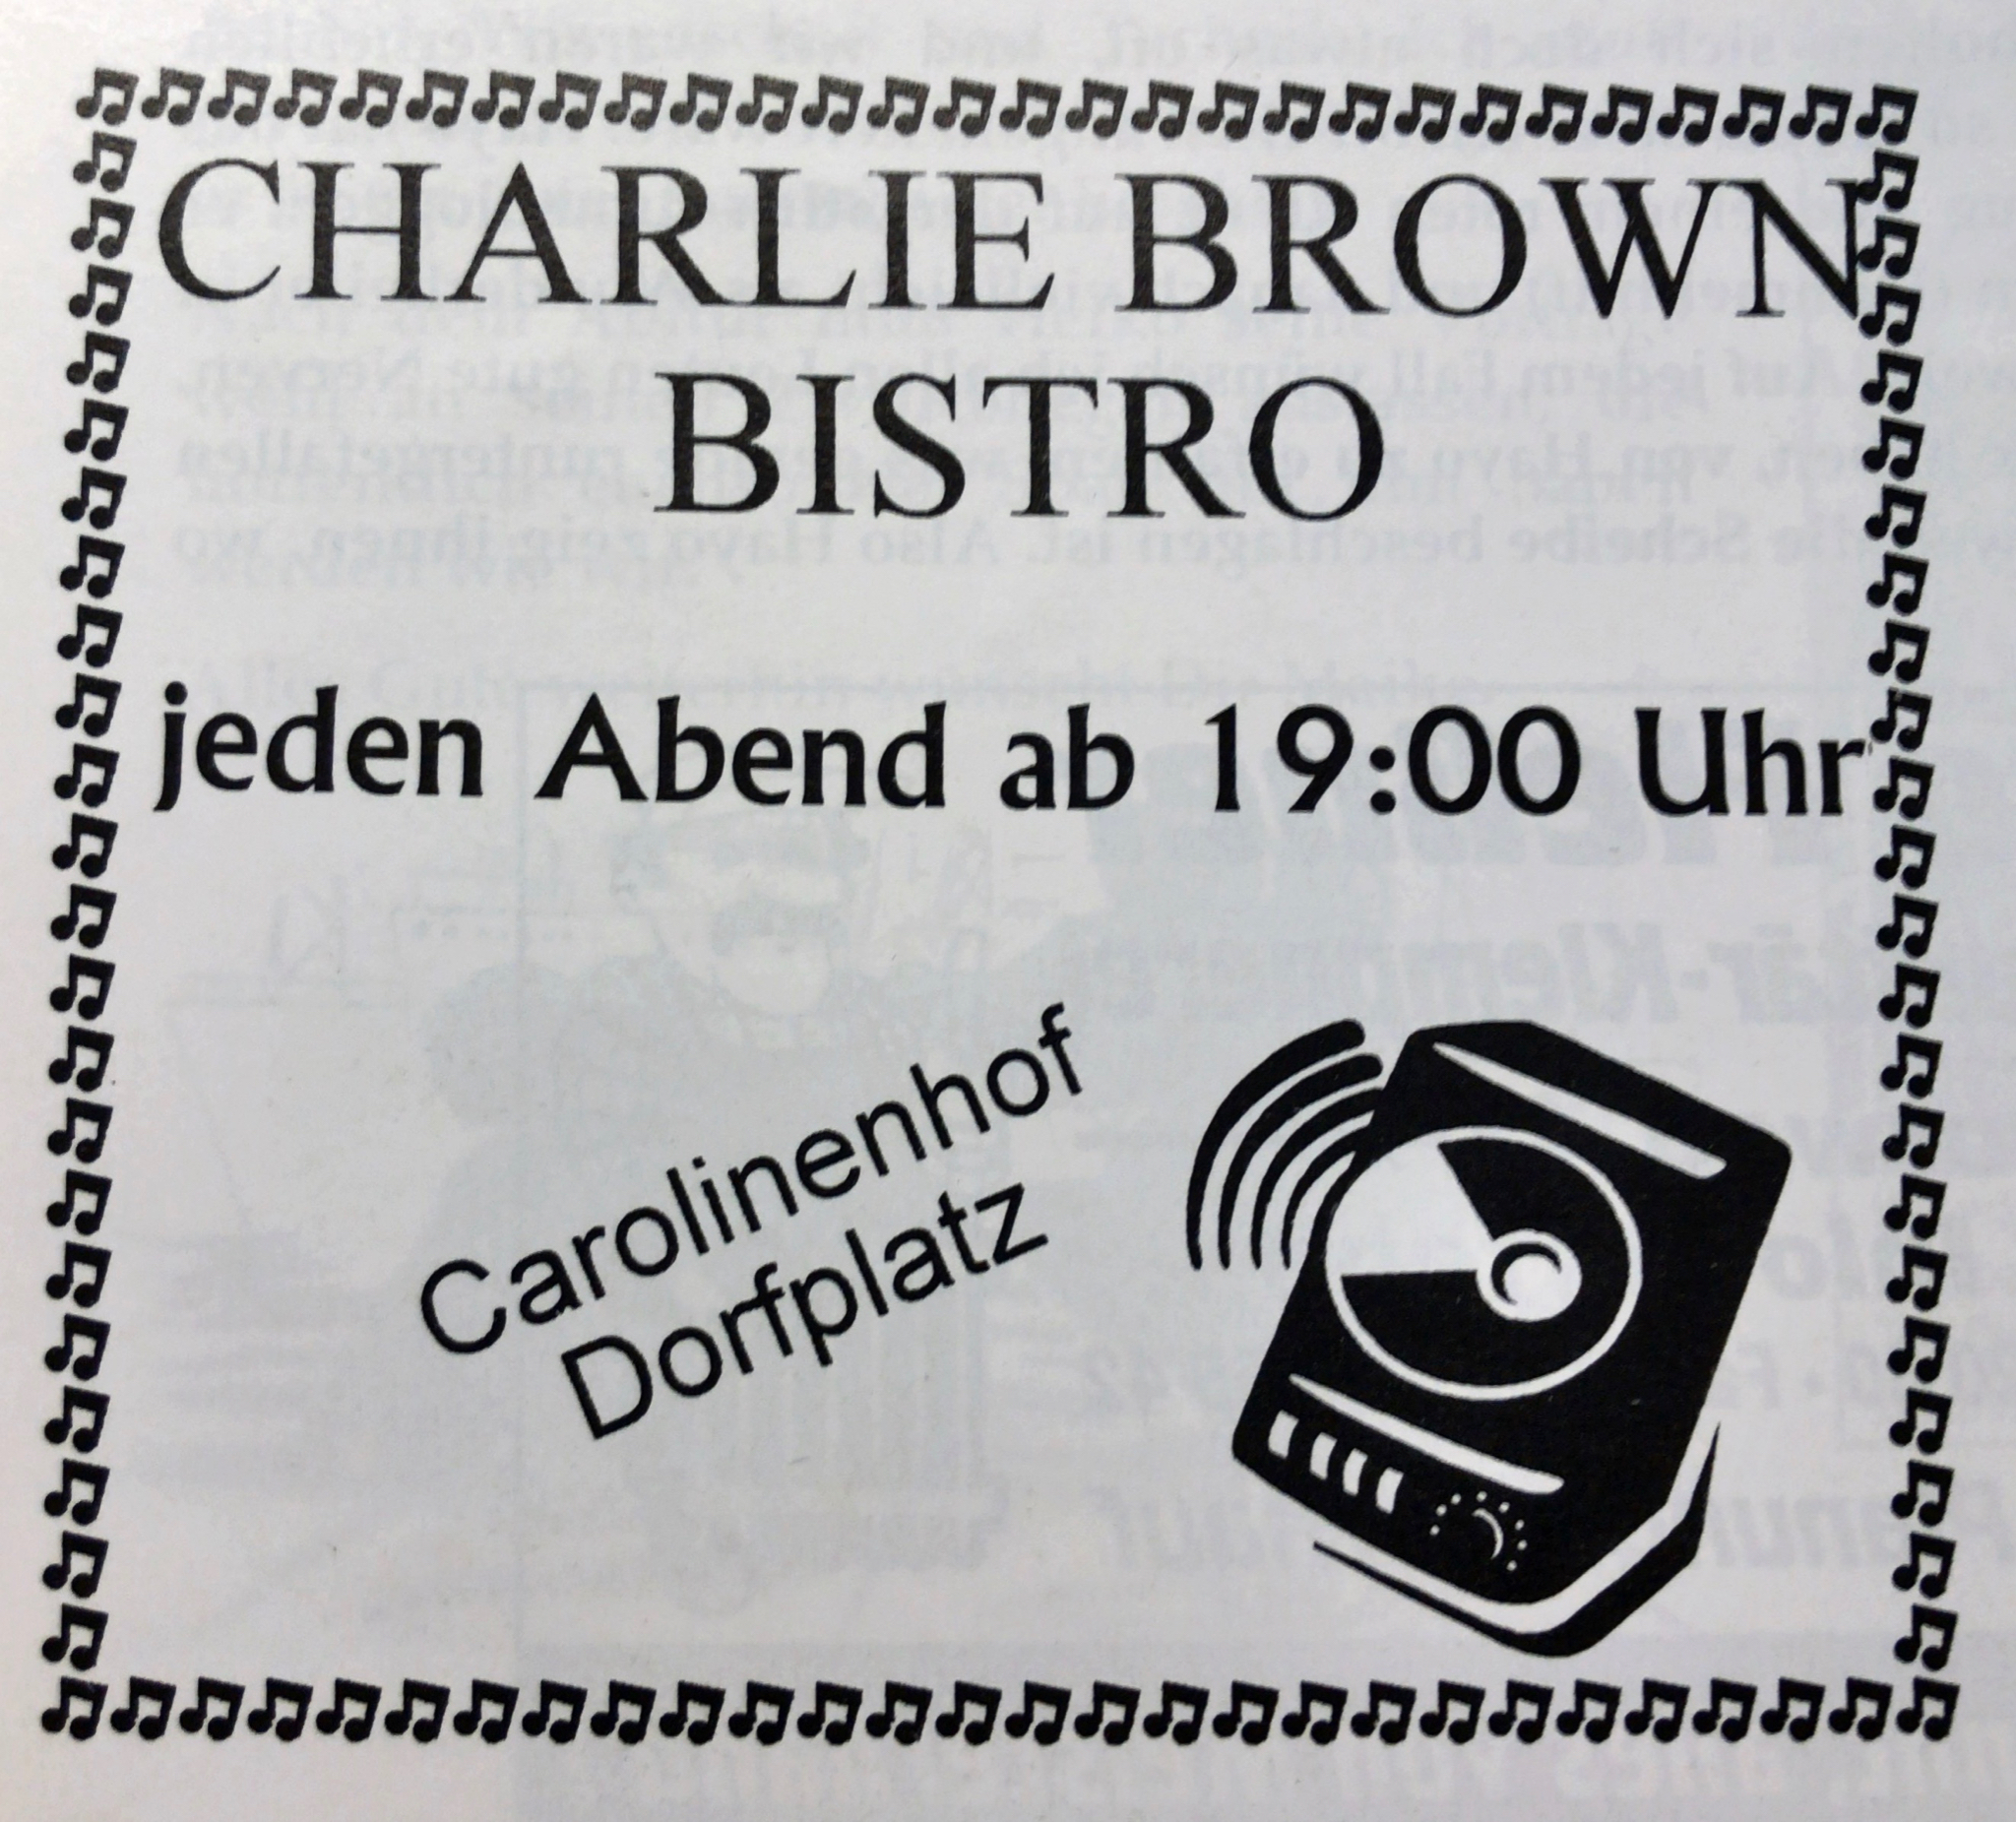 CHARLIE BROWN
BISTRO
jeden Abend ab 19:00 Uhr
Carolinenhof
Dorfplatz